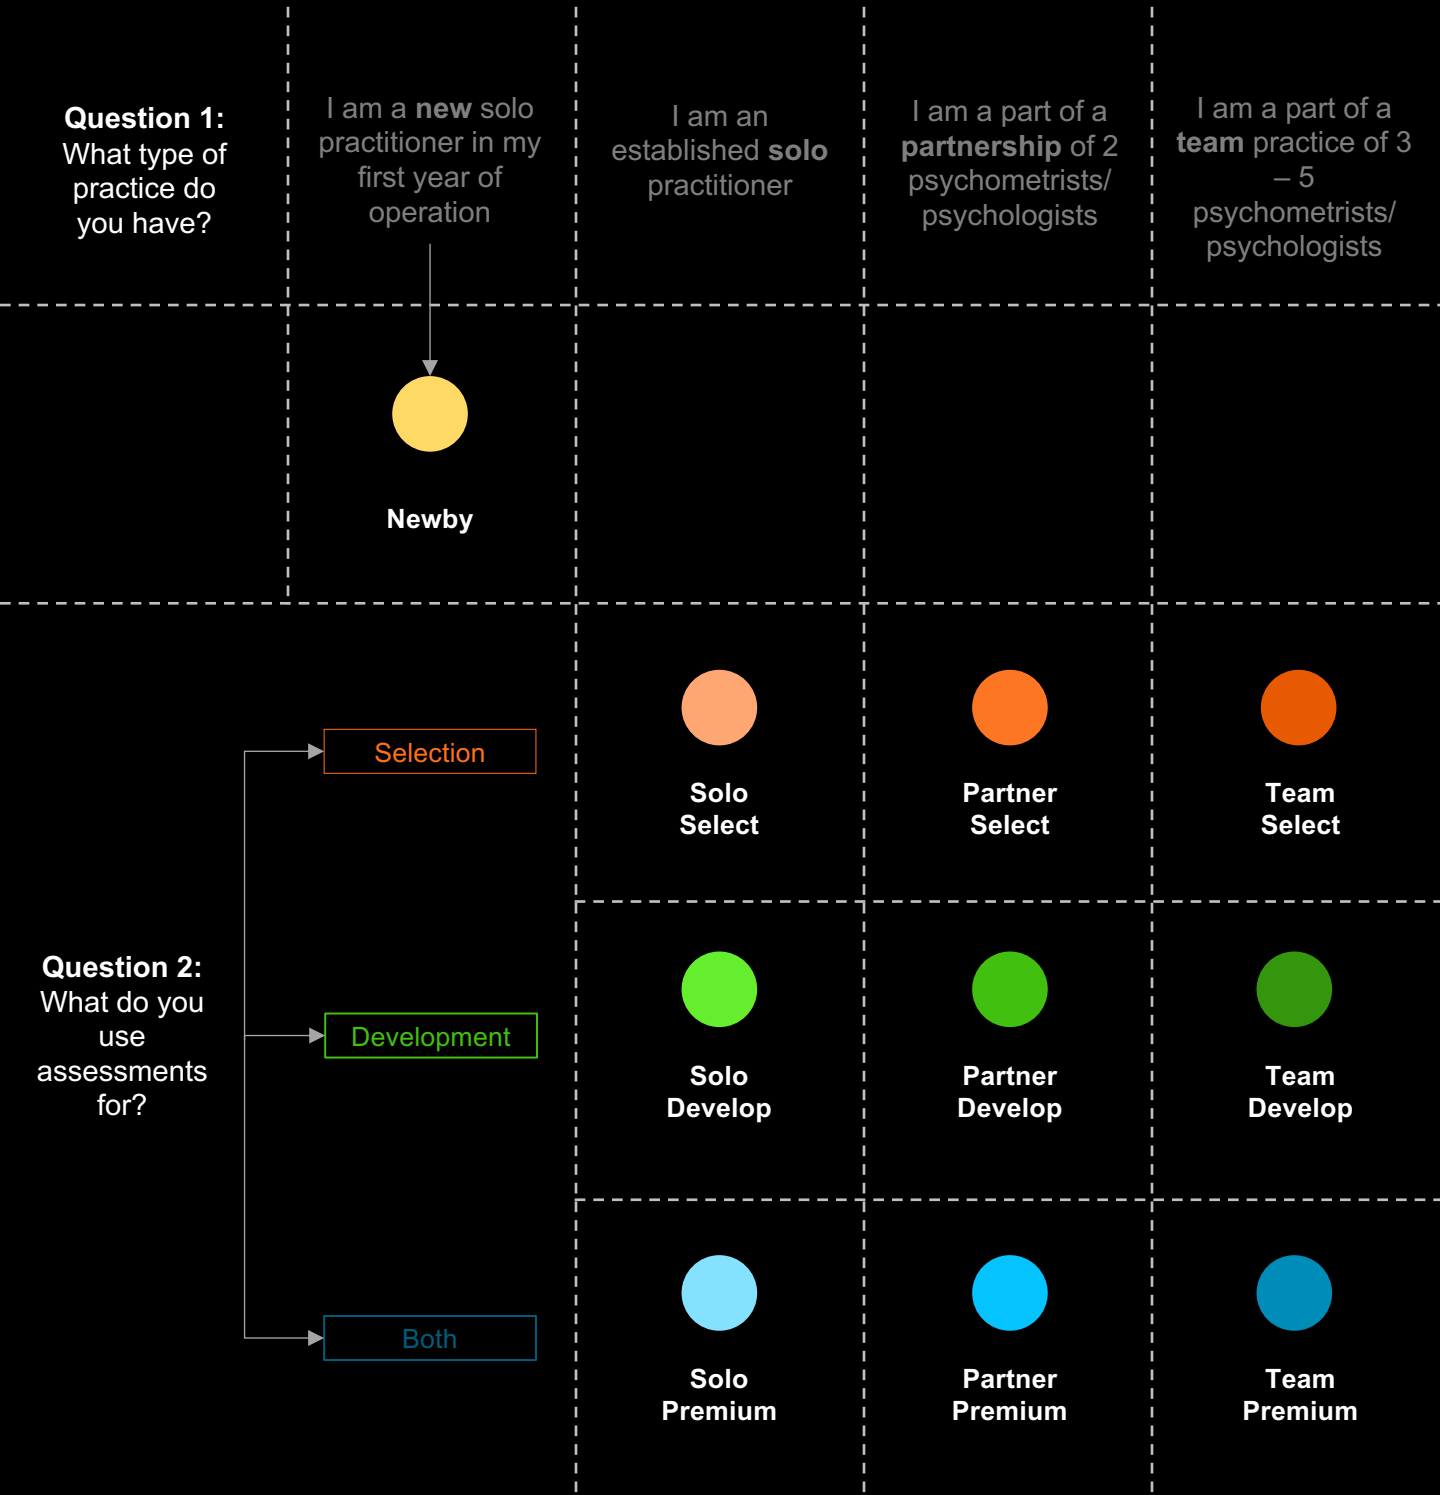 Question 1:
What type of
practice do
you have?
I am a new solo
practitioner in my
first year of
operation
I am an
established solo
practitioner
I am a part of a
partnership of 2
psychometrists/
psychologists
I am a part of a
team practice of 3
– 5
psychometrists/
psychologists
Newby
Question 2:
What do you
use
assessments
for?
Selection
Solo
Select
Partner
Select
Team
Select
Development
Solo
Develop
Partner
Develop
Team
Develop
Both
Solo
Premium
Partner
Premium
Team
Premium